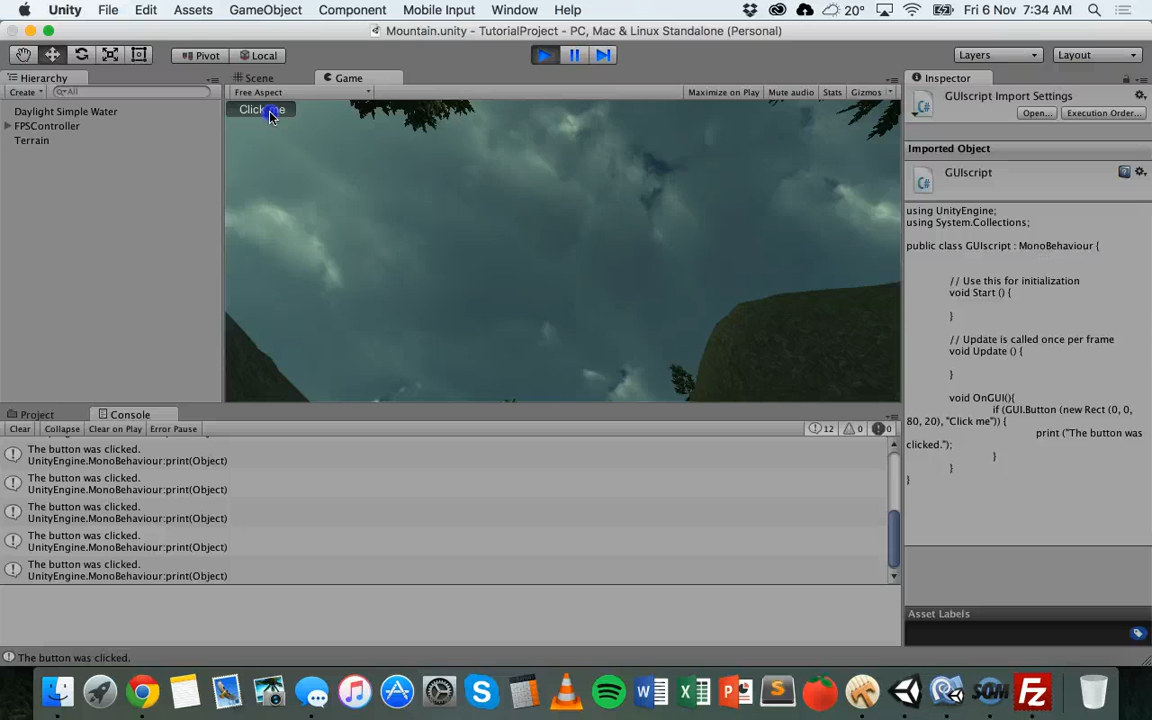 Unity File Edit Assets GameObject Component Mobile Input Window Help 20° Fri 6 Nov 7:34 AM
Mountain.unity - TutorialProject - PC, Mac & Linux Standalone (Personal)
Pivot Local Layers Layout
Hierarchy Scene Game Inspector
Create All Free Aspect Maximize on Play Mute audio Stats Gizmos
GUIscript Import Settings
Open... Execution Order...
Daylight Simple Water
FPSController
Terrain
Imported Object
GUIscript
C#
using UnityEngine;
using System.Collections;
public class GUIscript : MonoBehaviour {
// Use this for initialization
void Start () {
}
// Update is called once per frame
void Update () {
}
void OnGUI(){
if (GUI.Button (new Rect (0, 0,
80, 20), "Click me")) {
print ("The button was
clicked.");
}
}
}
Project Console
Clear Collapse Clear on Play Error Pause 12 0 0
The button was clicked.
UnityEngine.MonoBehaviour:print(Object)
The button was clicked.
UnityEngine.MonoBehaviour:print(Object)
The button was clicked.
UnityEngine.MonoBehaviour:print(Object)
The button was clicked.
UnityEngine.MonoBehaviour:print(Object)
The button was clicked.
UnityEngine.MonoBehaviour:print(Object)
Asset Labels
The button was clicked.